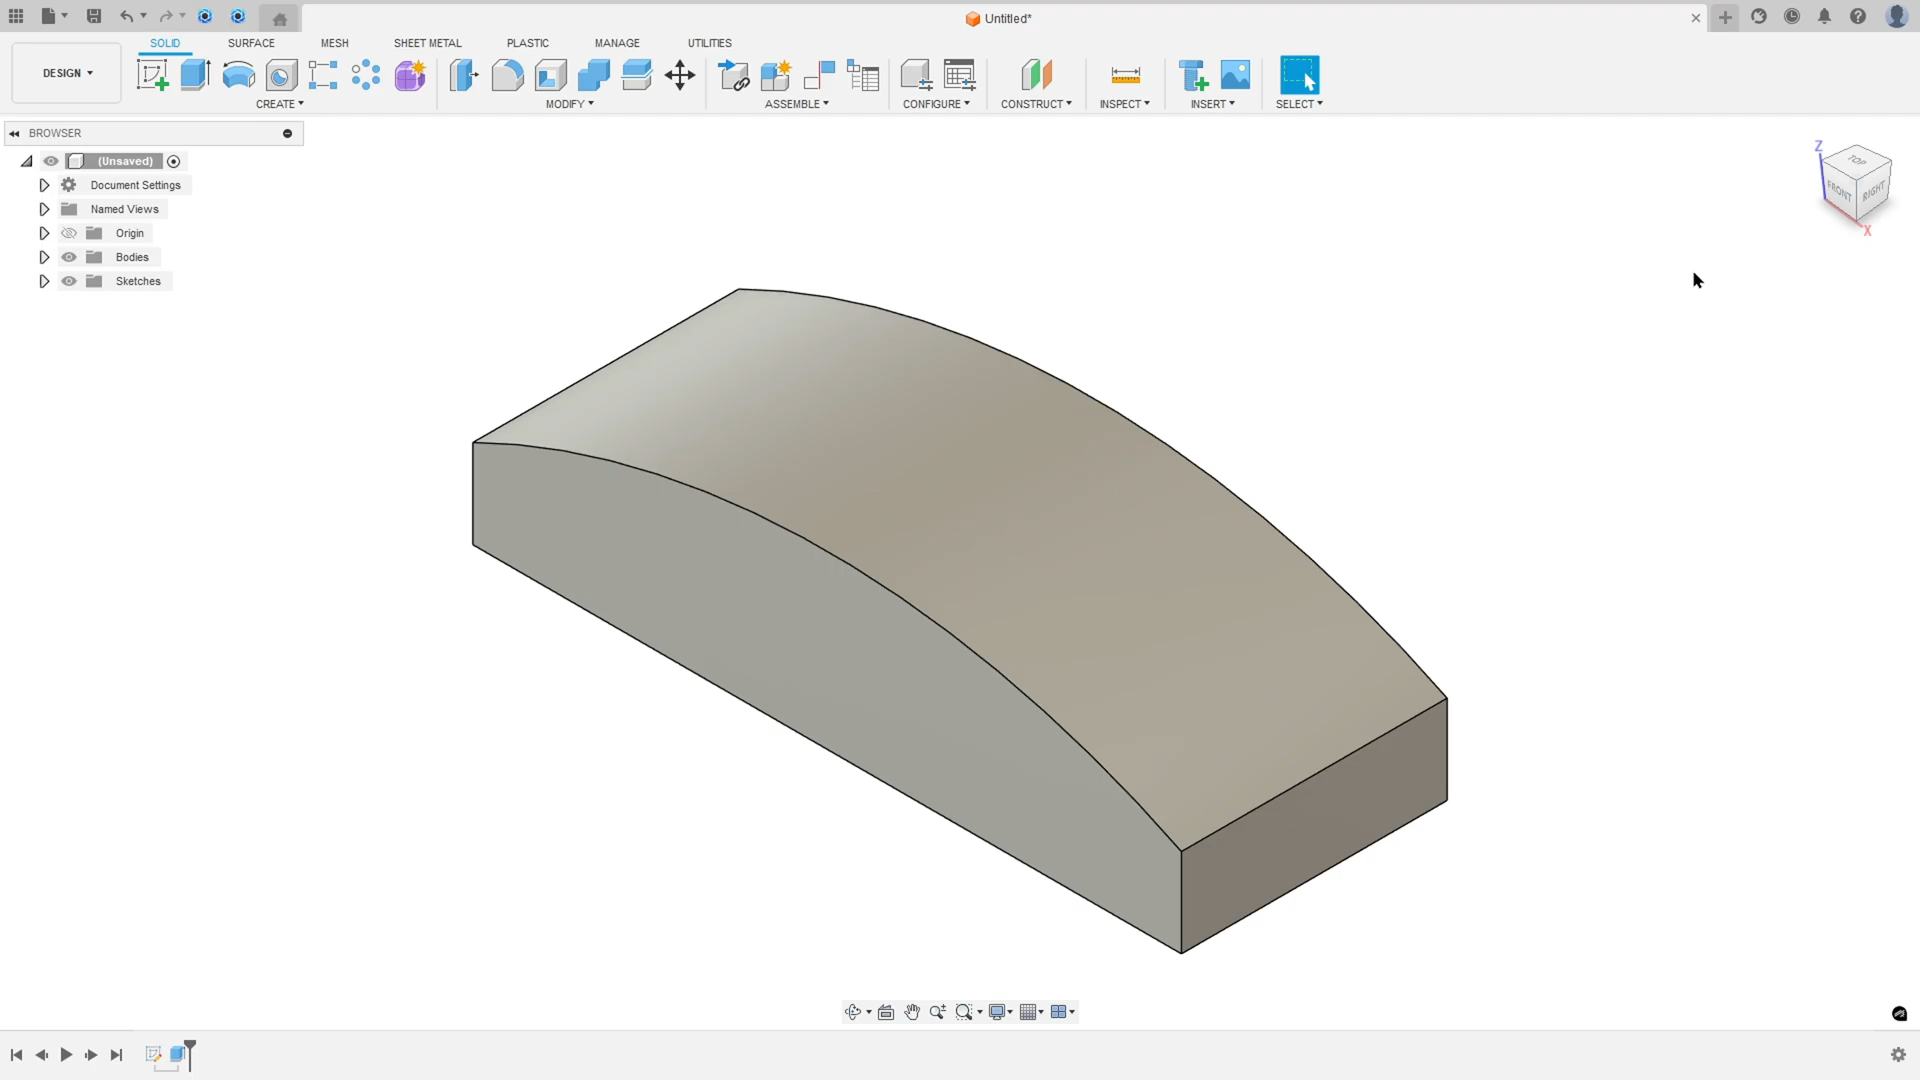 Untitled*
SOLID SURFACE MESH SHEET METAL PLASTIC MANAGE UTILITIES
DESIGN
CREATE MODIFY ASSEMBLE CONFIGURE CONSTRUCT INSPECT INSERT SELECT
BROWSER
(Unsaved)
Document Settings
Named Views
Origin
Bodies
Sketches
Z
TOP
FRONT
RIGHT
X